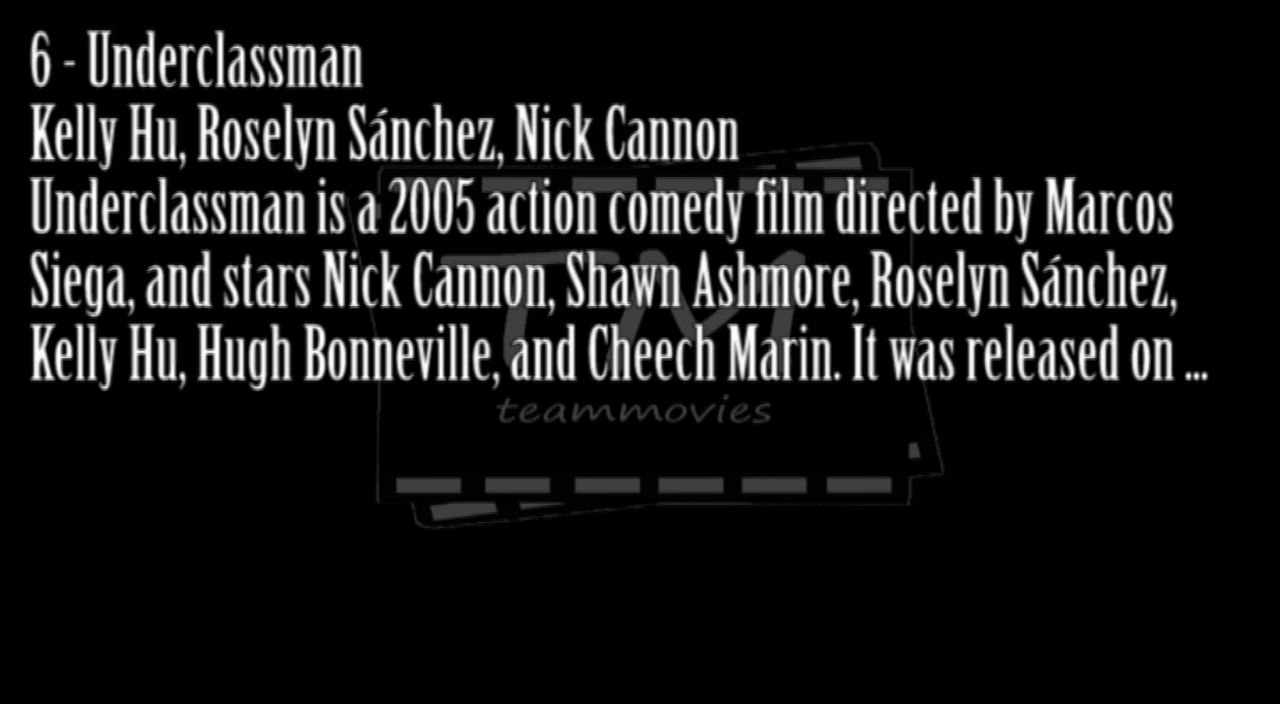 6 - Underclassman
Kelly Hu, Roselyn Sánchez, Nick Cannon
Underclassman is a 2005 action comedy film directed by Marcos
Siega, and stars Nick Cannon, Shawn Ashmore, Roselyn Sánchez,
Kelly Hu, Hugh Bonneville, and Cheech Marin. It was released on ...
TM
teammovies